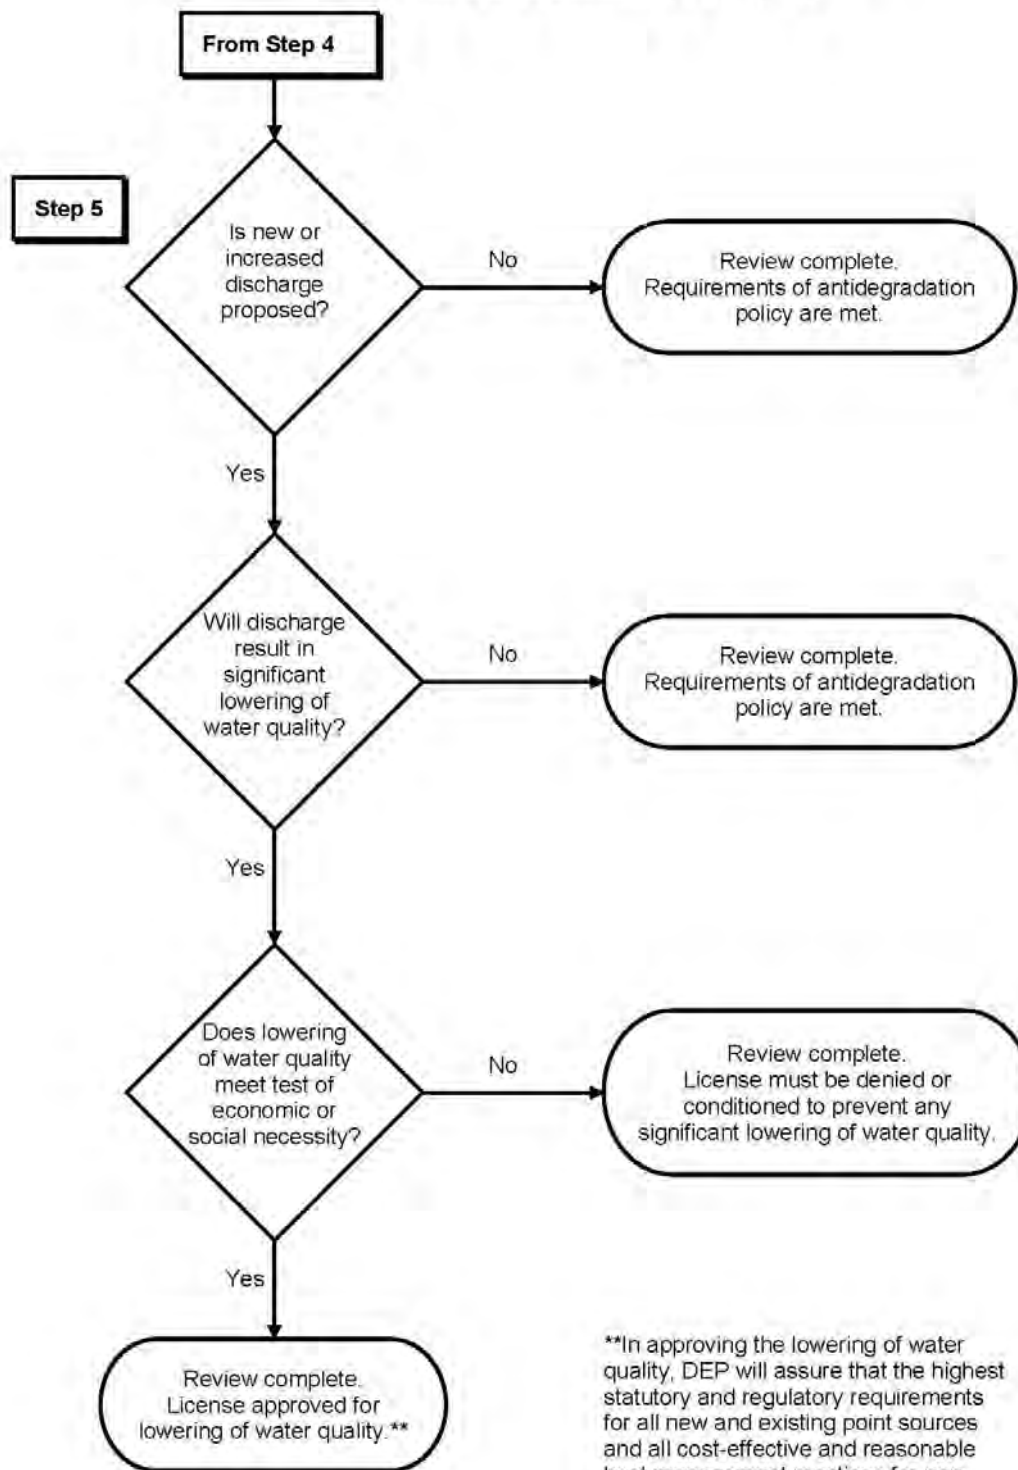 From Step 4
Step 5
Is new or
increased
discharge
proposed?
No
Review complete.
Requirements of antidegradation
policy are met.
Yes
Will discharge
result in
significant
lowering of
water quality?
No
Review complete.
Requirements of antidegradation
policy are met.
Yes
Does lowering
of water quality
meet test of
economic or
social necessity?
No
Review complete.
License must be denied or
conditioned to prevent any
significant lowering of water quality.
Yes
Review complete.
License approved for
lowering of water quality.**
**In approving the lowering of water
quality, DEP will assure that the highest
statutory and regulatory requirements
for all new and existing point sources
and all cost-effective and reasonable